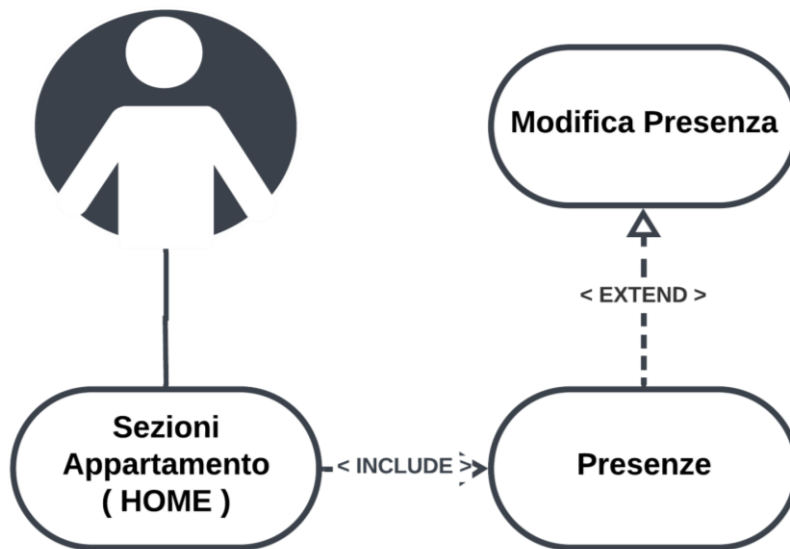 Modifica Presenza
< EXTEND >
Sezioni
Appartamento
( HOME )
< INCLUDE >
Presenze